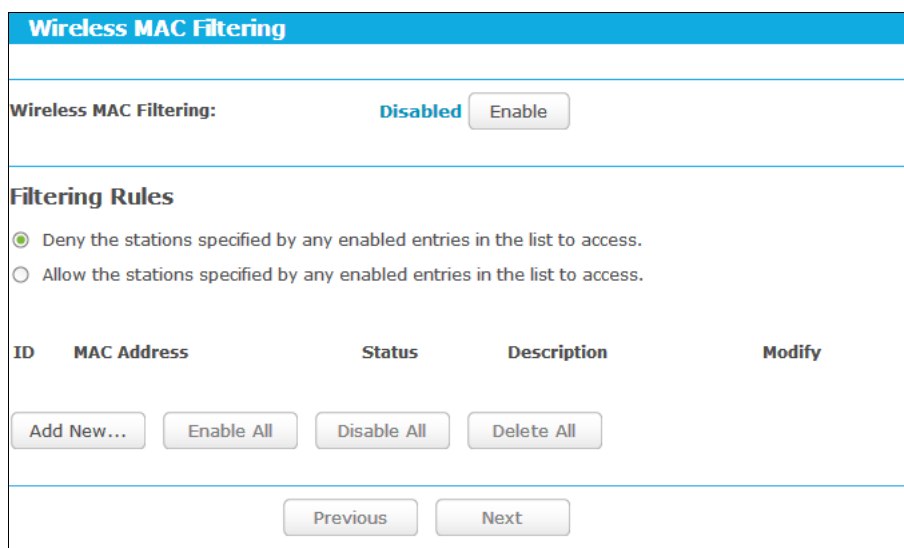 Wireless MAC Filtering
Wireless MAC Filtering: Disabled Enable
Filtering Rules
Deny the stations specified by any enabled entries in the list to access.
Allow the stations specified by any enabled entries in the list to access.
ID MAC Address Status Description Modify
Add New... Enable All Disable All Delete All
Previous Next